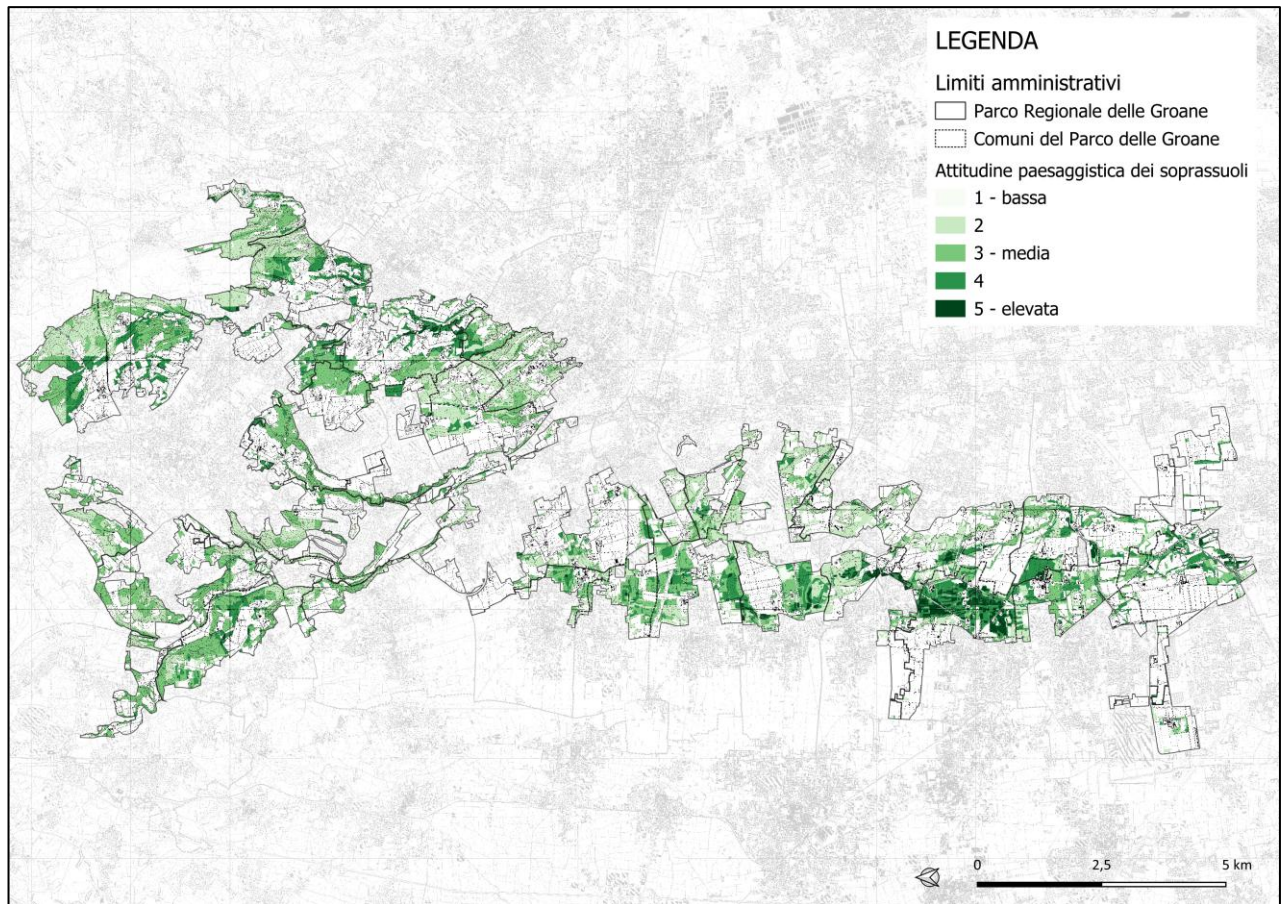 LEGENDA
Limiti amministrativi
Parco Regionale delle Groane
Comuni del Parco delle Groane
Attitudine paesaggistica dei soprassuoli
1 - bassa
2
3 - media
4
5 - elevata
0 2,5 5 km